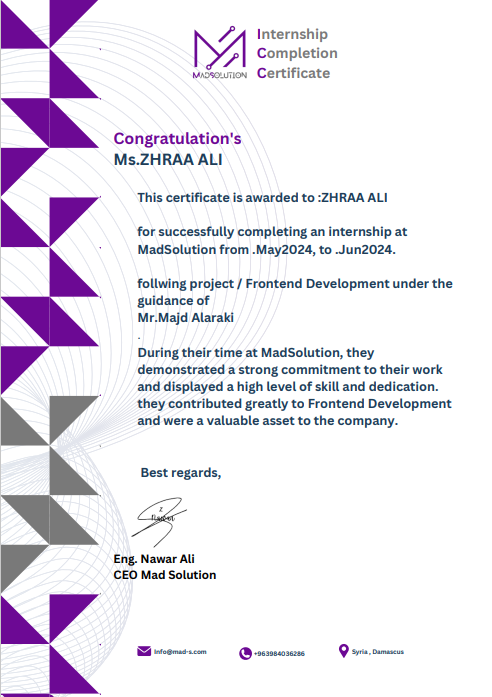 Internship
Completion
Certificate
MADSOLUTION
Congratulation's
Ms.ZHRAA ALI
This certificate is awarded to :ZHRAA ALI
for successfully completing an internship at
MadSolution from .May2024, to .Jun2024.
follwing project / Frontend Development under the
guidance of
Mr.Majd Alaraki
.
During their time at MadSolution, they
demonstrated a strong commitment to their work
and displayed a high level of skill and dedication.
they contributed greatly to Frontend Development
and were a valuable asset to the company.
Best regards,
Eng. Nawar Ali
CEO Mad Solution
Info@mad-s.com
+963984036286
Syria , Damascus